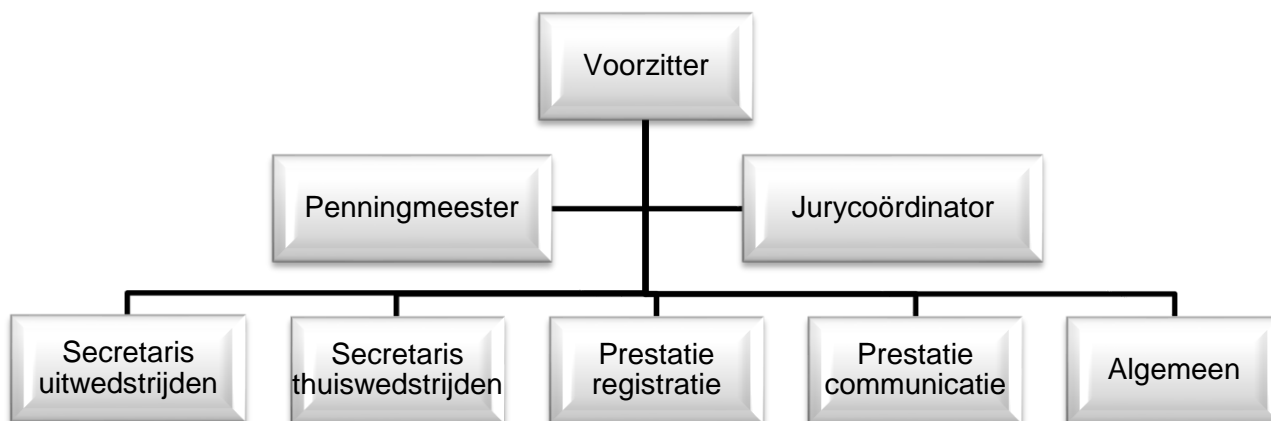 Voorzitter
Penningmeester
Jurycoördinator
Secretaris
uitwedstrijden
Secretaris
thuiswedstrijden
Prestatie
registratie
Prestatie
communicatie
Algemeen